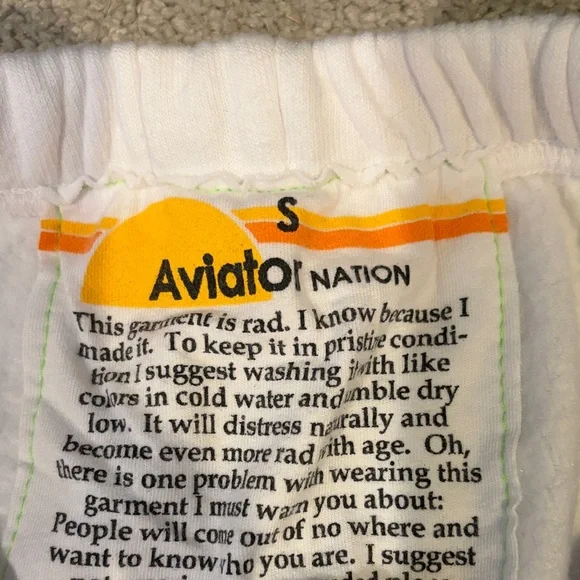 S
Aviator NATION
This garment is rad. I know because I
made it. To keep it in pristine condi-
tion I suggest washing it with like
colors in cold water and tumble dry
low. It will distress naturally and
become even more rad with age. Oh,
there is one problem with wearing this
garment I must warn you about:
People will come out of no where and
want to know who you are. I suggest